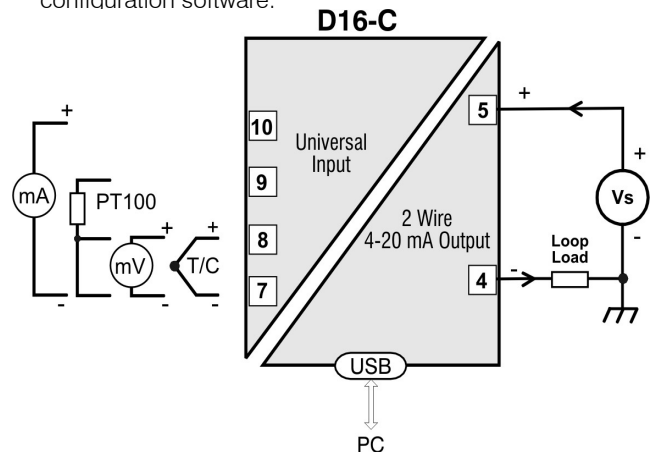 configuration software.
D16-C
10
9
8
7
Universal
Input
5
4
2 Wire
4-20 mA Output
+
mA
-
PT100
+
mV
-
+
T/C
-
+
-
+
Vs
-
Loop
Load
USB
PC